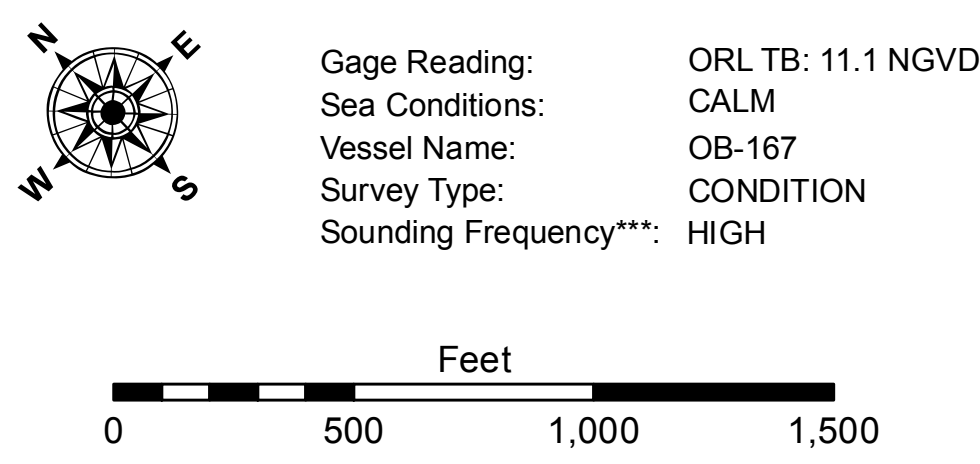 N E
W S
Gage Reading: ORL TB: 11.1 NGVD
Sea Conditions: CALM
Vessel Name: OB-167
Survey Type: CONDITION
Sounding Frequency***: HIGH
Feet
0 500 1,000 1,500